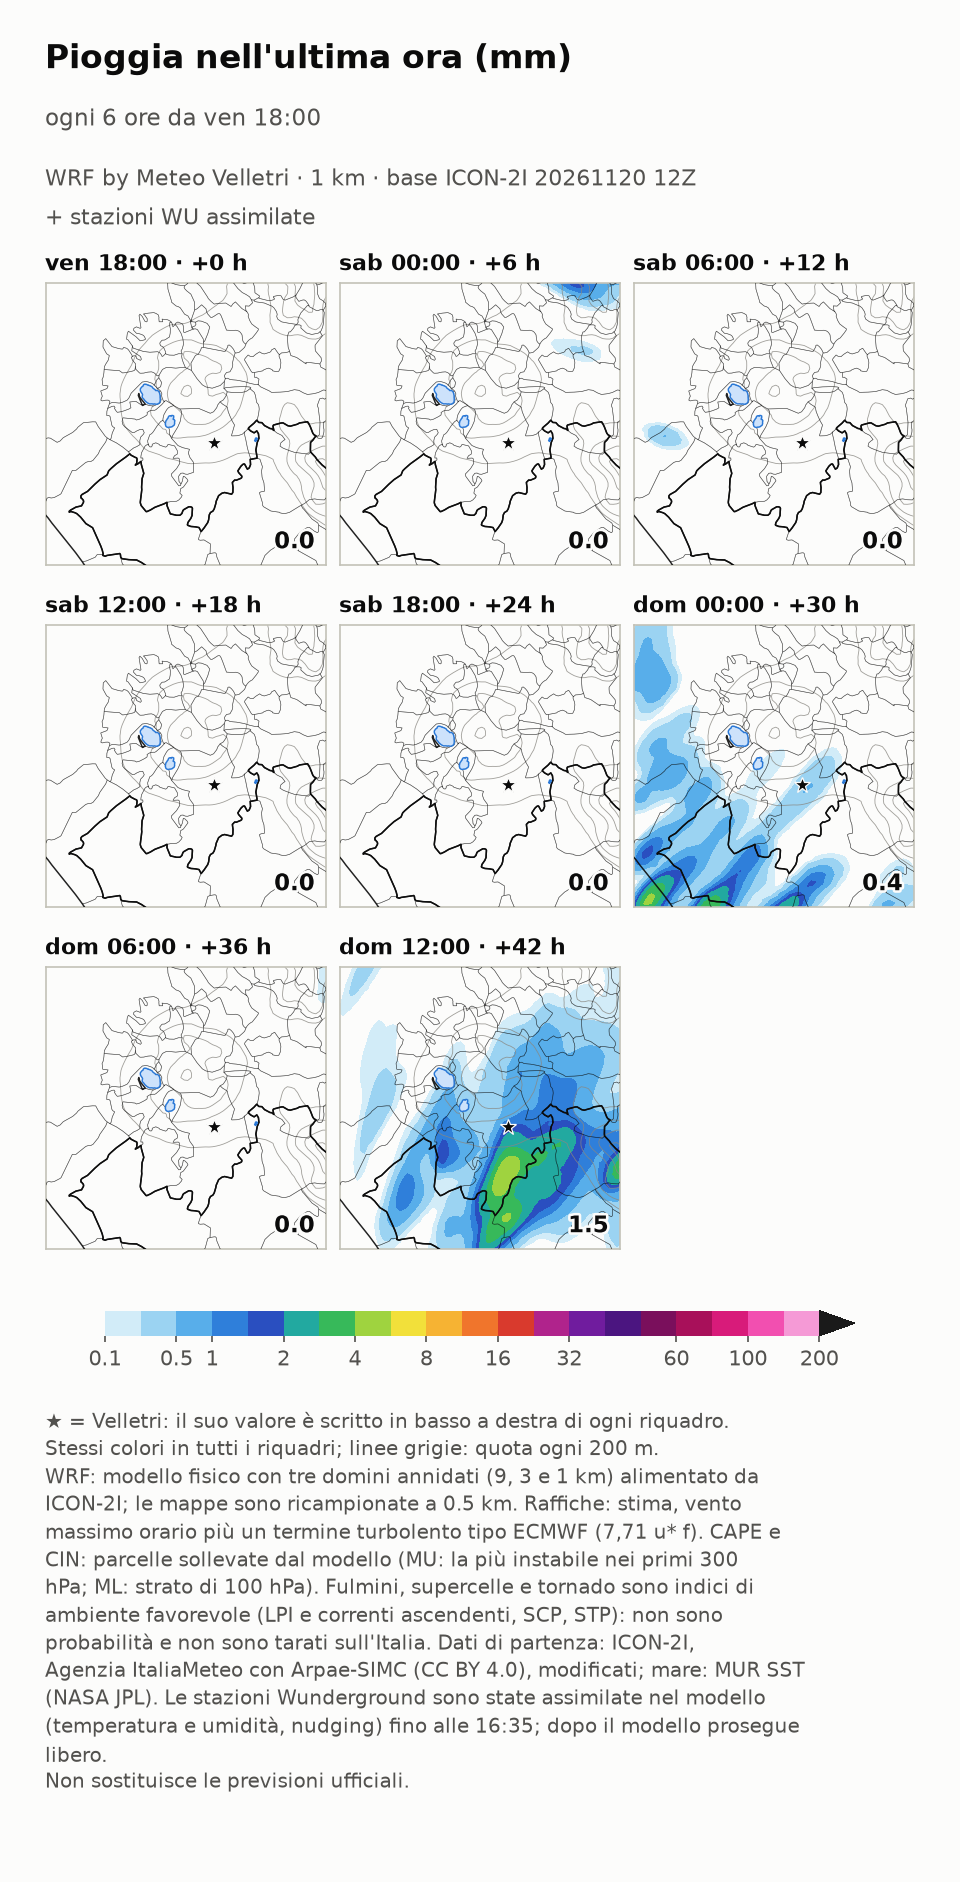 Pioggia nell'ultima ora (mm)
ogni 6 ore da ven 18:00
WRF by Meteo Velletri · 1 km · base ICON-2I 20261120 12Z
+ stazioni WU assimilate
ven 18:00 · +0 h
sab 00:00 · +6 h
sab 06:00 · +12 h
0.0
0.0
0.0
sab 12:00 · +18 h
sab 18:00 · +24 h
dom 00:00 · +30 h
0.0
0.0
0.4
dom 06:00 · +36 h
dom 12:00 · +42 h
0.0
1.5
0.1 0.5 1 2 4 8 16 32 60 100 200
★ = Velletri: il suo valore è scritto in basso a destra di ogni riquadro.
Stessi colori in tutti i riquadri; linee grigie: quota ogni 200 m.
WRF: modello fisico con tre domini annidati (9, 3 e 1 km) alimentato da
ICON-2I; le mappe sono ricampionate a 0.5 km. Raffiche: stima, vento
massimo orario più un termine turbolento tipo ECMWF (7,71 u* f). CAPE e
CIN: parcelle sollevate dal modello (MU: la più instabile nei primi 300
hPa; ML: strato di 100 hPa). Fulmini, supercelle e tornado sono indici di
ambiente favorevole (LPI e correnti ascendenti, SCP, STP): non sono
probabilità e non sono tarati sull'Italia. Dati di partenza: ICON-2I,
Agenzia ItaliaMeteo con Arpae-SIMC (CC BY 4.0), modificati; mare: MUR SST
(NASA JPL). Le stazioni Wunderground sono state assimilate nel modello
(temperatura e umidità, nudging) fino alle 16:35; dopo il modello prosegue
libero.
Non sostituisce le previsioni ufficiali.